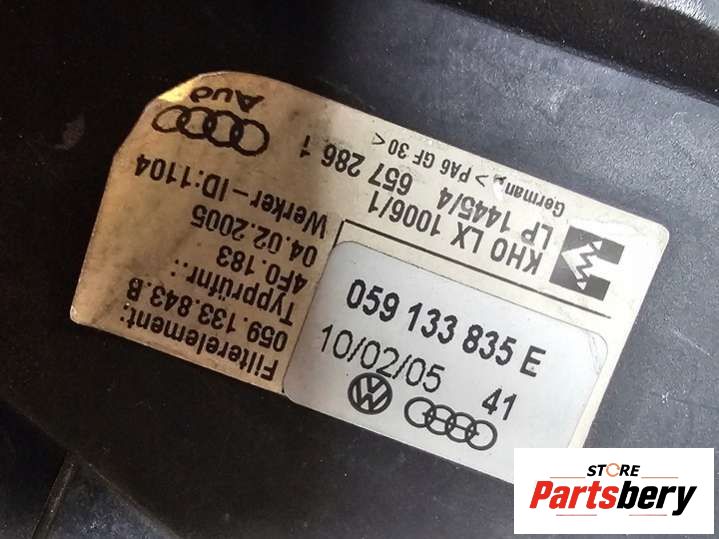 Audi
Filterelement:
059.133.843.B
Typprüfnr.:
4F0.183
04.02.2005
Werker-ID:1104
KHO LX 1006/1
LP 1445/4 657 286 1
German > PA6 GF 30 <
059 133 835 E
10/02/05 41
STORE
Partsbery